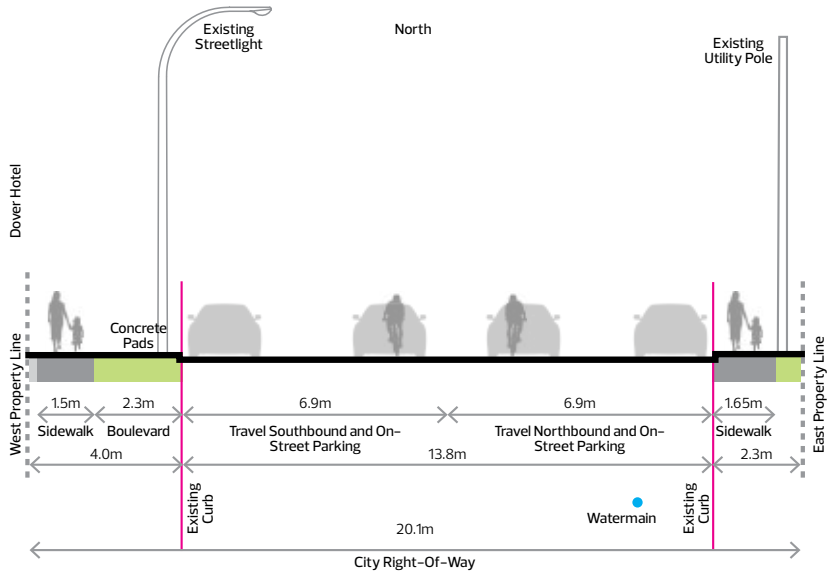 Existing
Streetlight
North
Existing
Utility Pole
Dover Hotel
Concrete
Pads
West Property Line
East Property Line
1.5m
2.3m
6.9m
6.9m
1.65m
Sidewalk
Boulevard
Travel Southbound and On-
Street Parking
Travel Northbound and On-
Street Parking
Sidewalk
4.0m
13.8m
2.3m
Existing
Curb
Watermain
Existing
Curb
20.1m
City Right-Of-Way